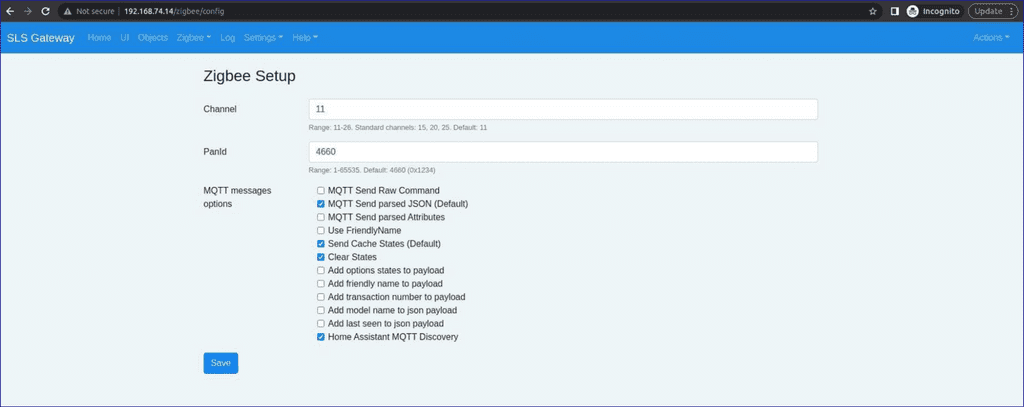 Not secure | 192.168.74.14/zigbee/config
Incognito
Update
SLS Gateway Home UI Objects Zigbee Log Settings Help Actions
Zigbee Setup
Channel
11
Range: 11-26. Standard channels: 15, 20, 25. Default: 11
PanId
4660
Range: 1-65535. Default: 4660 (0x1234)
MQTT messages
options
MQTT Send Raw Command
MQTT Send parsed JSON (Default)
MQTT Send parsed Attributes
Use FriendlyName
Send Cache States (Default)
Clear States
Add options states to payload
Add friendly name to payload
Add transaction number to payload
Add model name to json payload
Add last seen to json payload
Home Assistant MQTT Discovery
Save